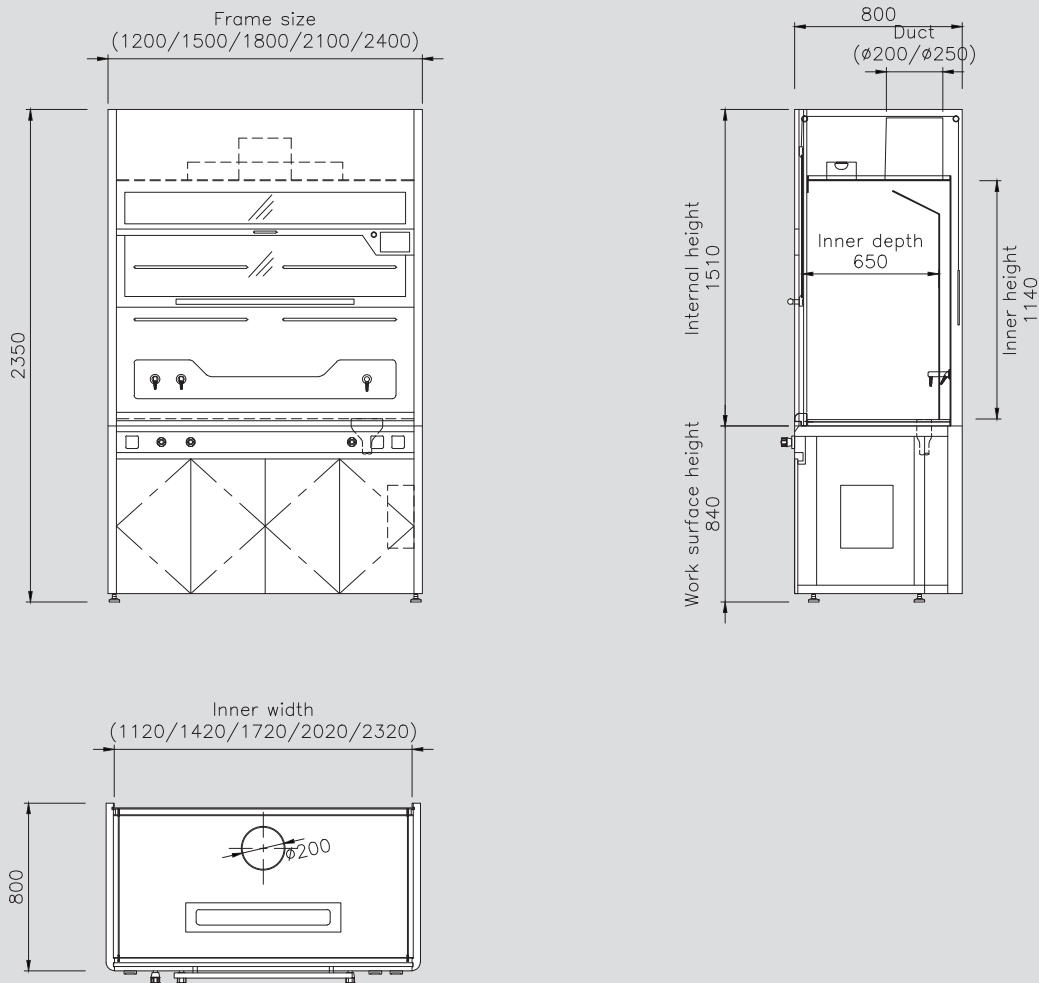 Frame size
(1200/1500/1800/2100/2400)
2350
800
Duct
(ø200/ø250)
Internal height
1510
Inner depth
650
Inner height
1140
Work surface height
840
Inner width
(1120/1420/1720/2020/2320)
800
ø200